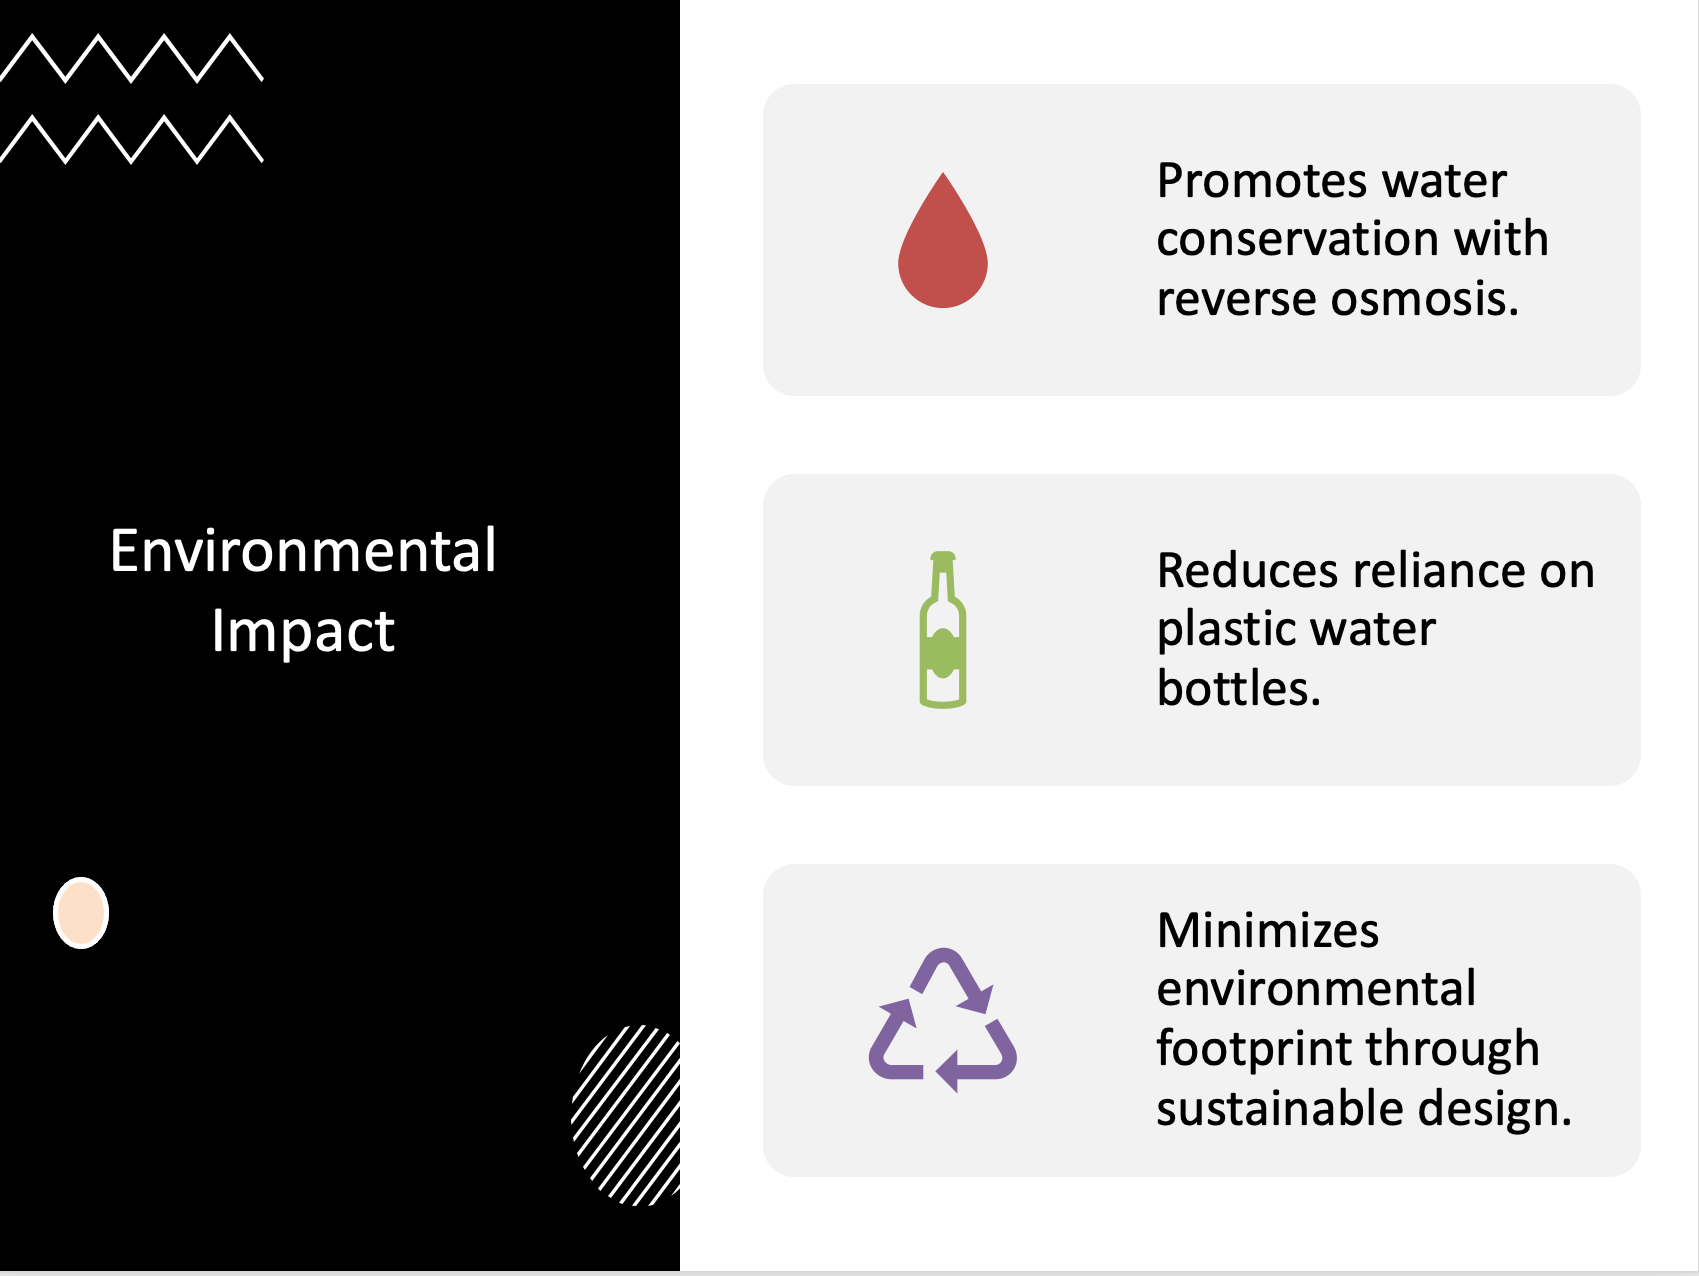 Environmental
Impact
Promotes water
conservation with
reverse osmosis.
Reduces reliance on
plastic water
bottles.
Minimizes
environmental
footprint through
sustainable design.